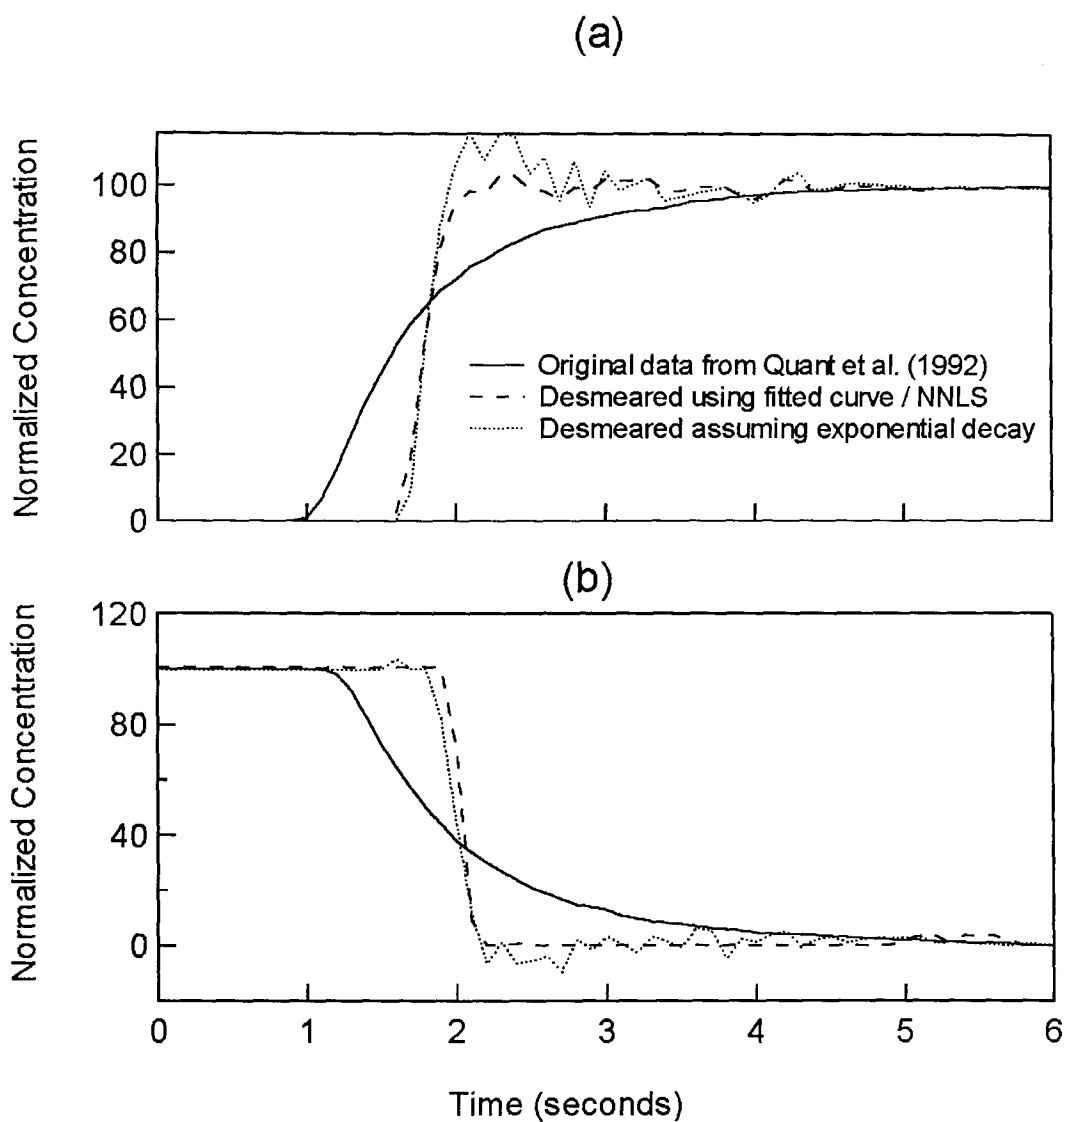 (a)
Normalized Concentration
100
80
60
40
20
0
Original data from Quant et al. (1992)
Desmeared using fitted curve / NNLS
Desmeared assuming exponential decay
(b)
Normalized Concentration
120
80
40
0
0 1 2 3 4 5 6
Time (seconds)